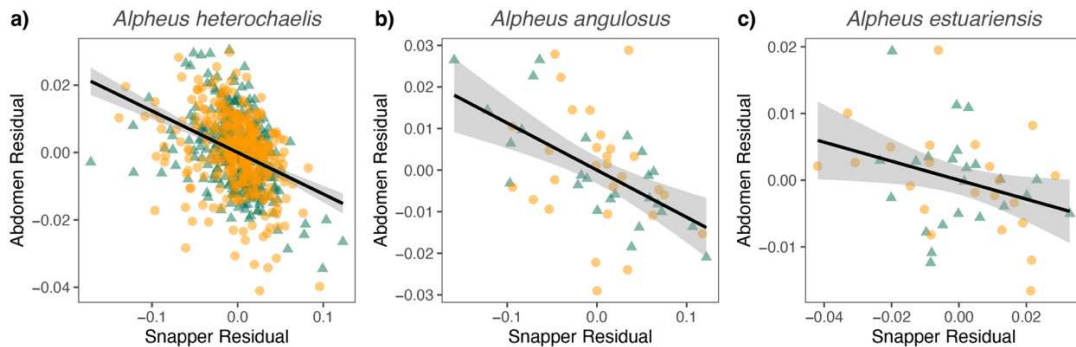 a) Alpheus heterochaelis
Abdomen Residual
0.02
0.00
−0.02
−0.04
−0.1
0.0
0.1
Snapper Residual
b) Alpheus angulosus
Abdomen Residual
0.03
0.02
0.01
0.00
−0.01
−0.02
−0.03
−0.1
0.0
0.1
Snapper Residual
c) Alpheus estuariensis
Abdomen Residual
0.02
0.01
0.00
−0.01
−0.04
−0.02
0.00
0.02
Snapper Residual